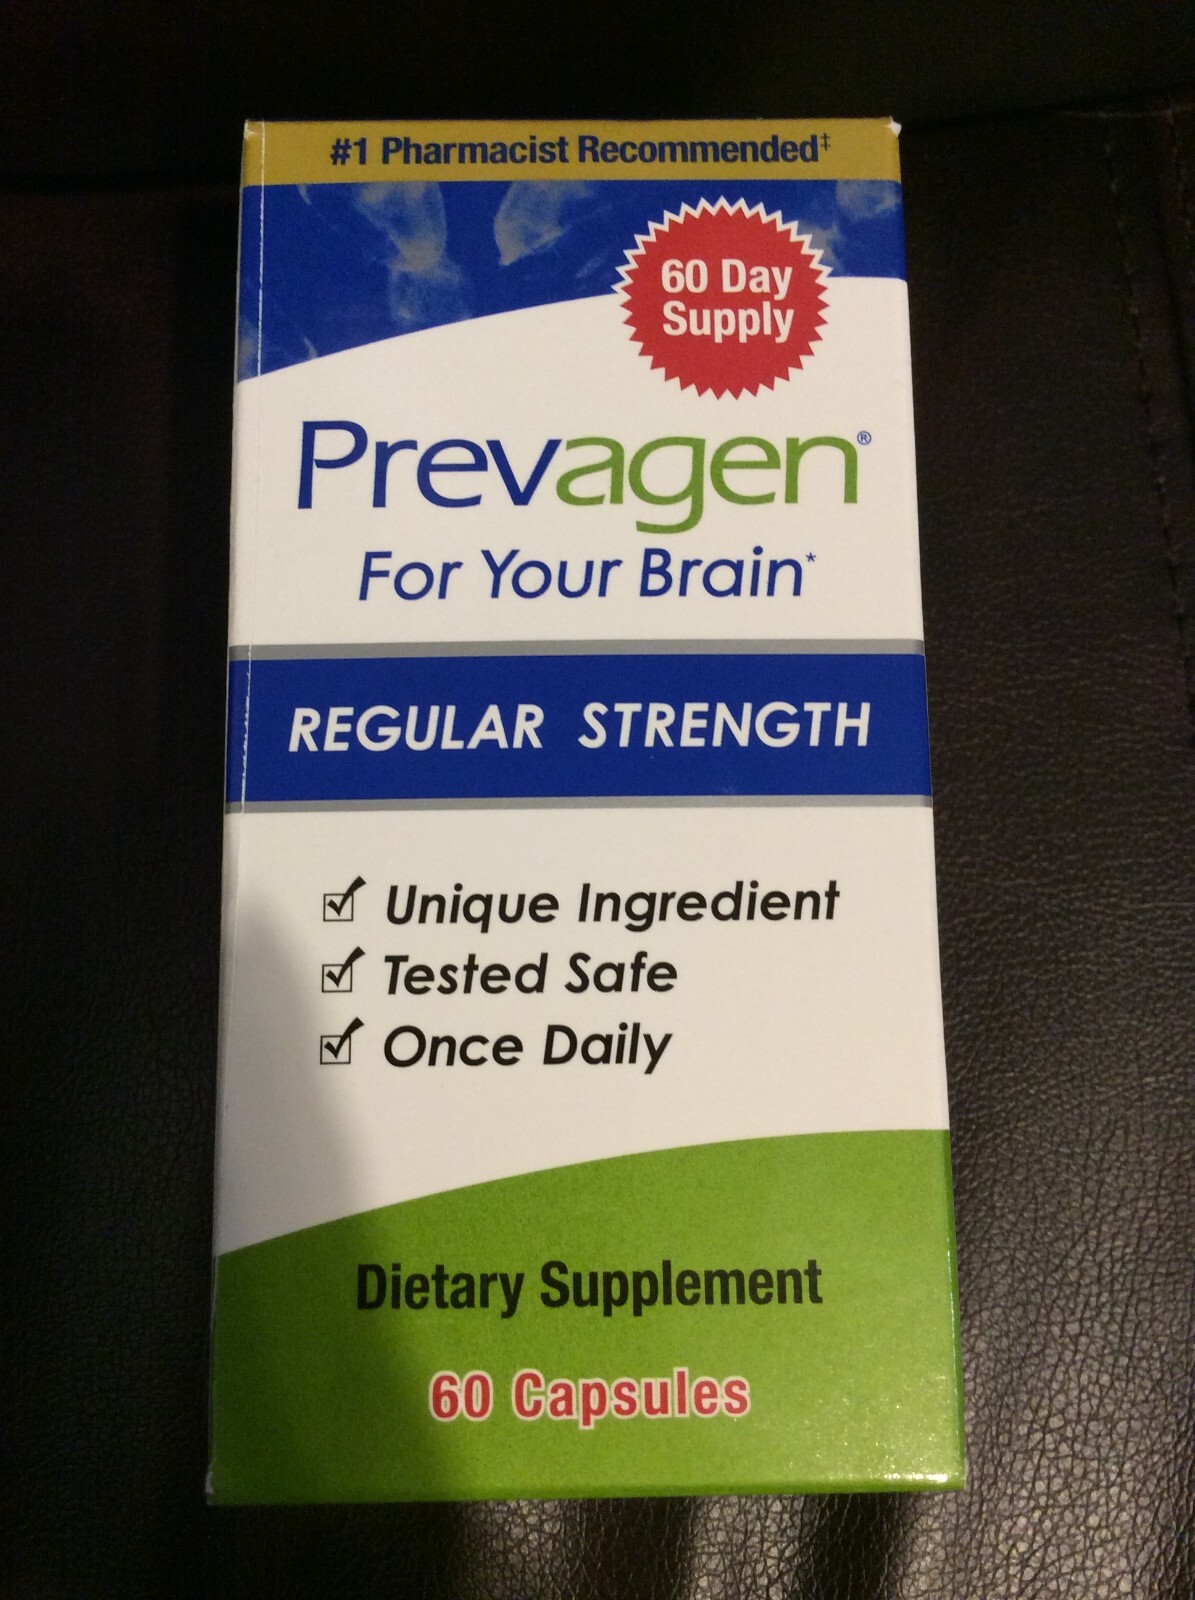 #1 Pharmacist Recommended‡
60 Day
Supply
Prevagen®
For Your Brain*
REGULAR STRENGTH
Unique Ingredient
Tested Safe
Once Daily
Dietary Supplement
60 Capsules